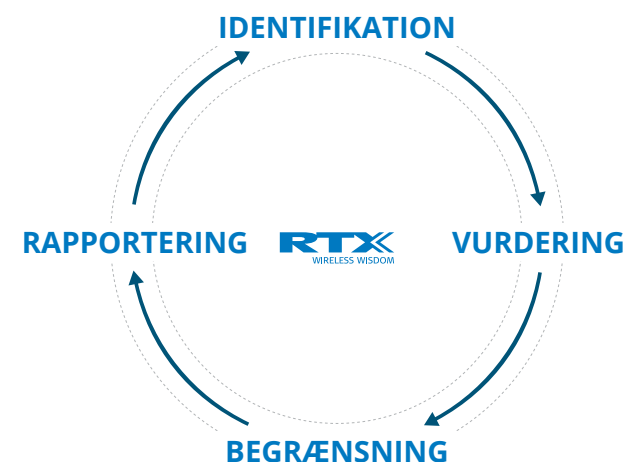 IDENTIFIKATION
RAPPORTERING
RTX
WIRELESS WISDOM
VURDERING
BEGRÆNSNING